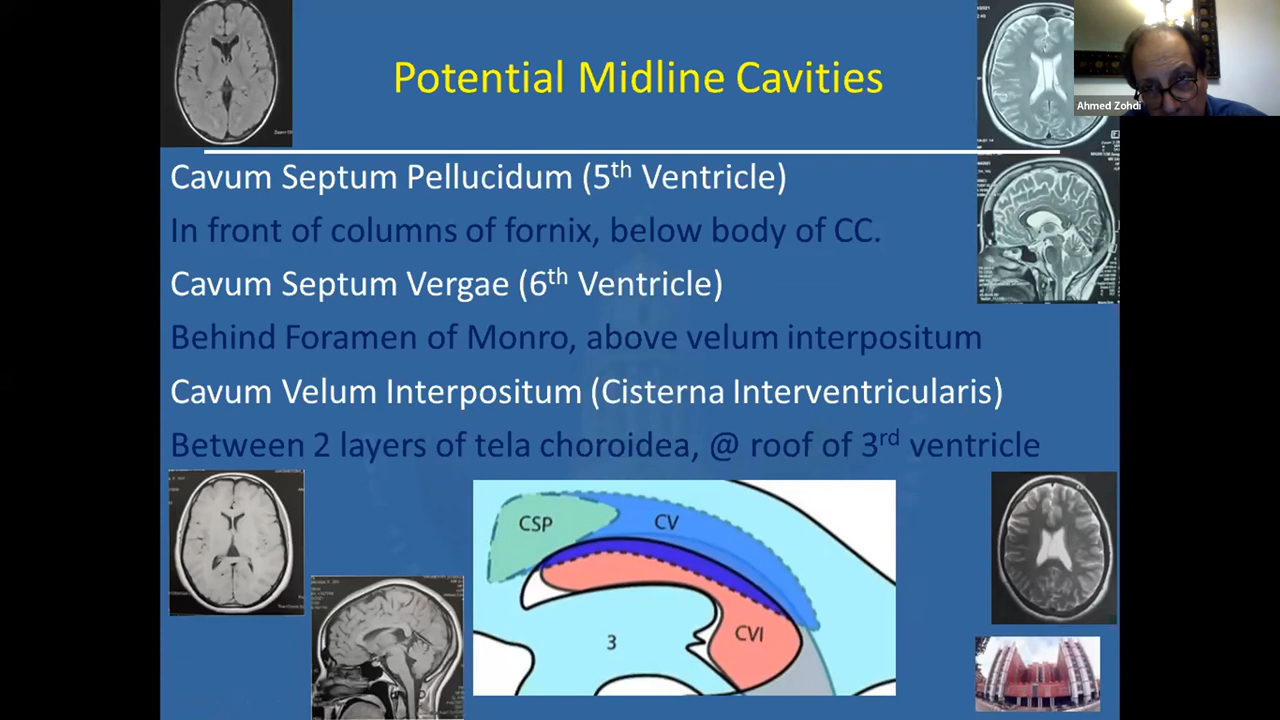 Potential Midline Cavities
Ahmed Zohdi
Cavum Septum Pellucidum (5th Ventricle)
In front of columns of fornix, below body of CC.
Cavum Septum Vergae (6th Ventricle)
Behind Foramen of Monro, above velum interpositum
Cavum Velum Interpositum (Cisterna Interventricularis)
Between 2 layers of tela choroidea, @ roof of 3rd ventricle
CSP
CV
3
CVI